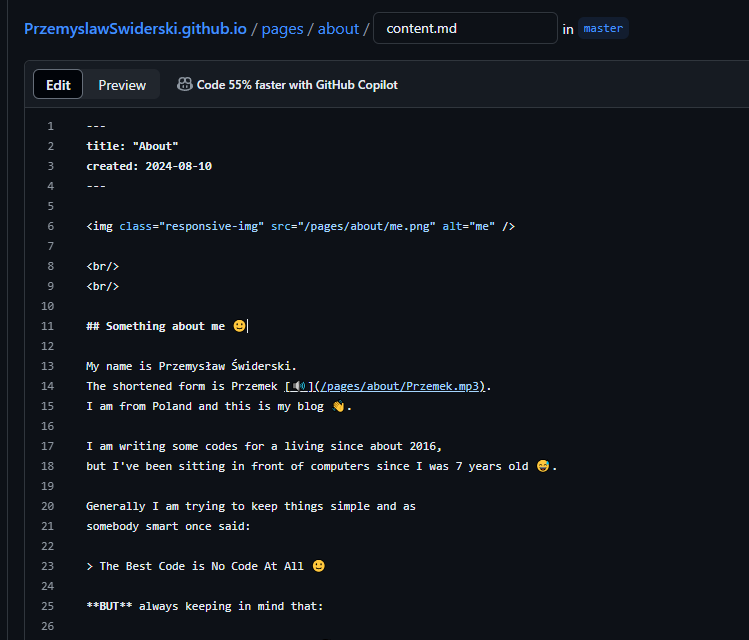 PrzemyslawSwiderski.github.io / pages / about / content.md in master
Edit Preview Code 55% faster with GitHub Copilot
1 ---
2 title: "About"
3 created: 2024-08-10
4 ---
5
6 <img class="responsive-img" src="/pages/about/me.png" alt="me" />
7
8 <br/>
9 <br/>
10
11 ## Something about me 🙂
12
13 My name is Przemysław Świderski.
14 The shortened form is Przemek [🔊](/pages/about/Przemek.mp3).
15 I am from Poland and this is my blog 👋.
16
17 I am writing some codes for a living since about 2016,
18 but I've been sitting in front of computers since I was 7 years old 😅.
19
20 Generally I am trying to keep things simple and as
21 somebody smart once said:
22
23 > The Best Code is No Code At All 🙂
24
25 **BUT** always keeping in mind that:
26